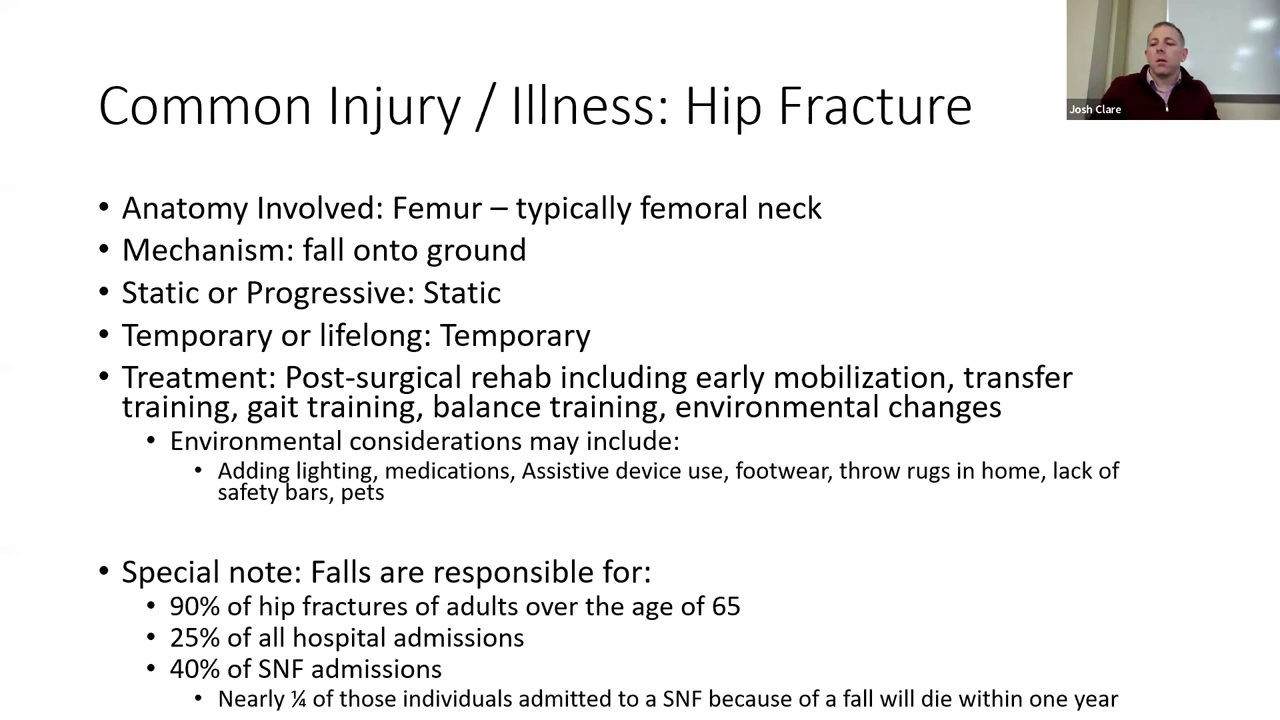 Common Injury / Illness: Hip Fracture
Josh Clare
• Anatomy Involved: Femur – typically femoral neck
• Mechanism: fall onto ground
• Static or Progressive: Static
• Temporary or lifelong: Temporary
• Treatment: Post-surgical rehab including early mobilization, transfer
training, gait training, balance training, environmental changes
• Environmental considerations may include:
• Adding lighting, medications, Assistive device use, footwear, throw rugs in home, lack of
safety bars, pets
• Special note: Falls are responsible for:
• 90% of hip fractures of adults over the age of 65
• 25% of all hospital admissions
• 40% of SNF admissions
• Nearly ¼ of those individuals admitted to a SNF because of a fall will die within one year